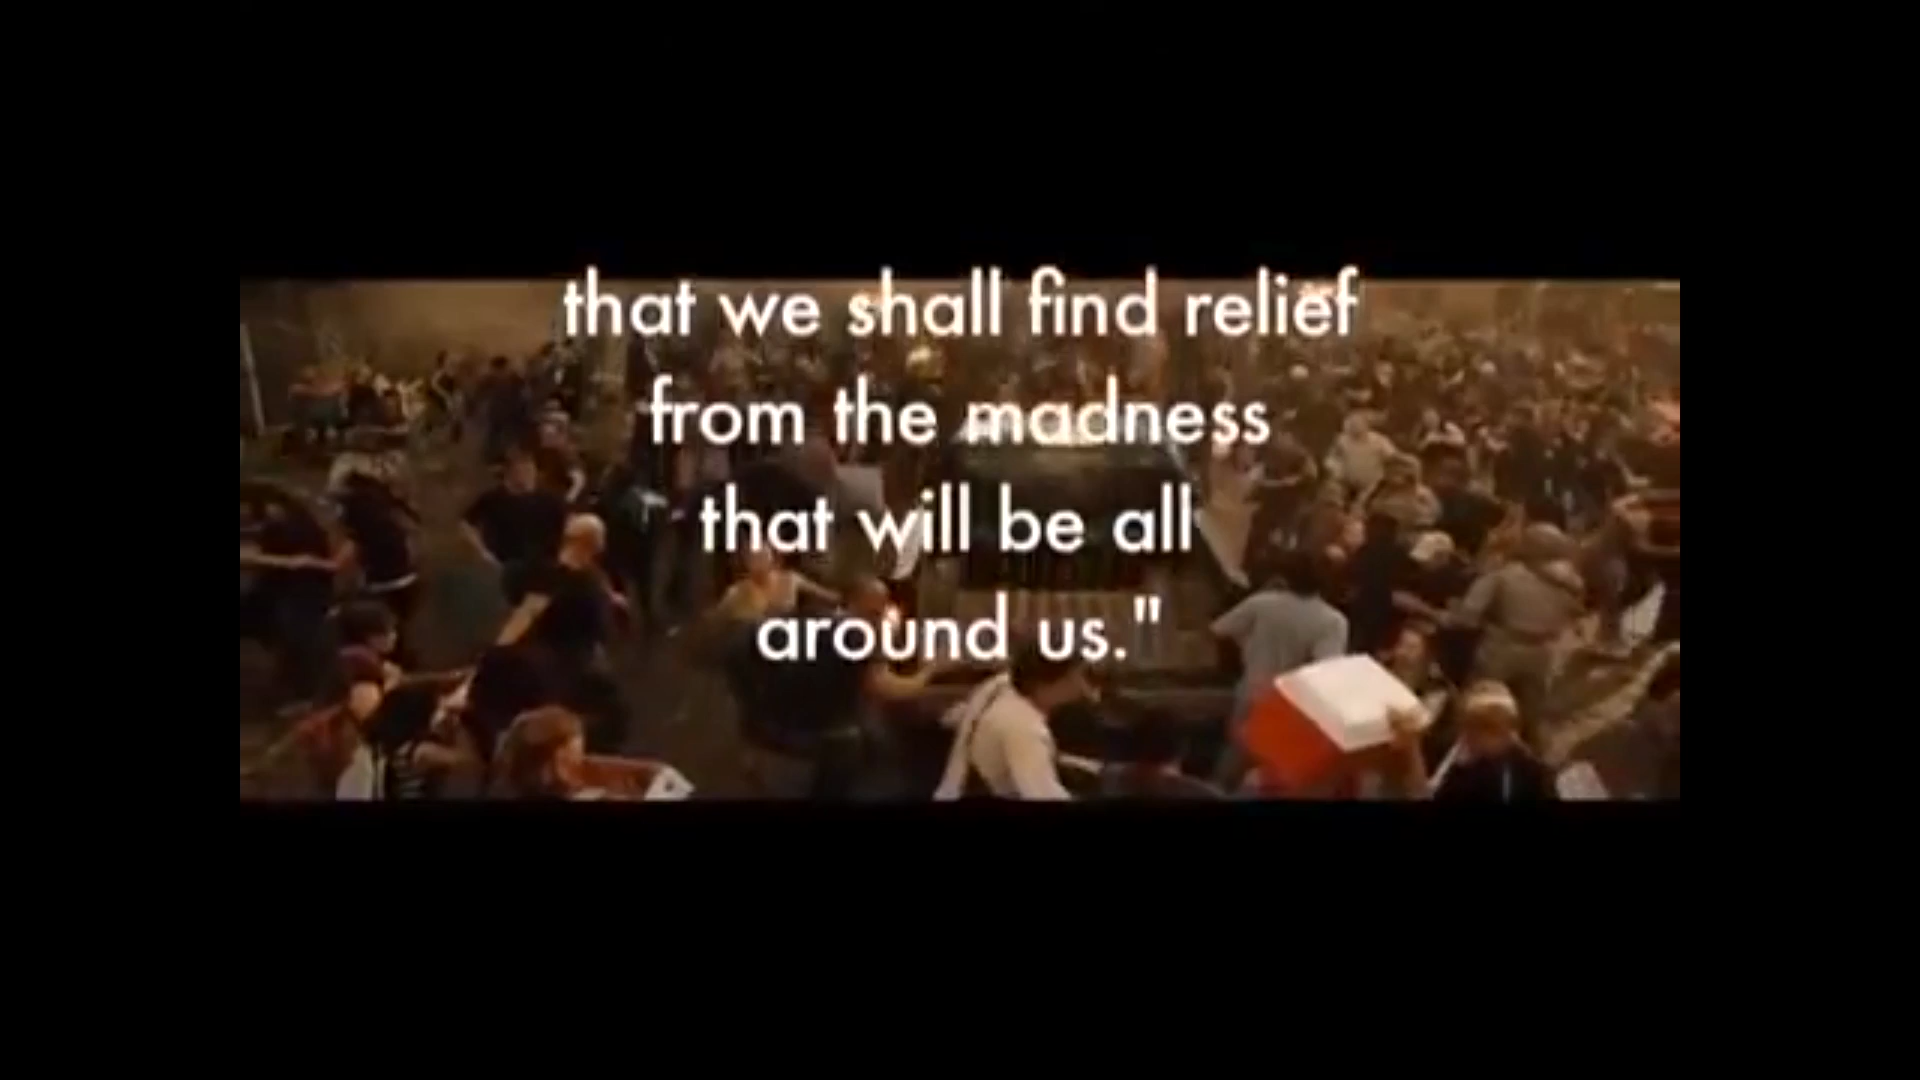 that we shall find relief
from the madness
that will be all
around us."